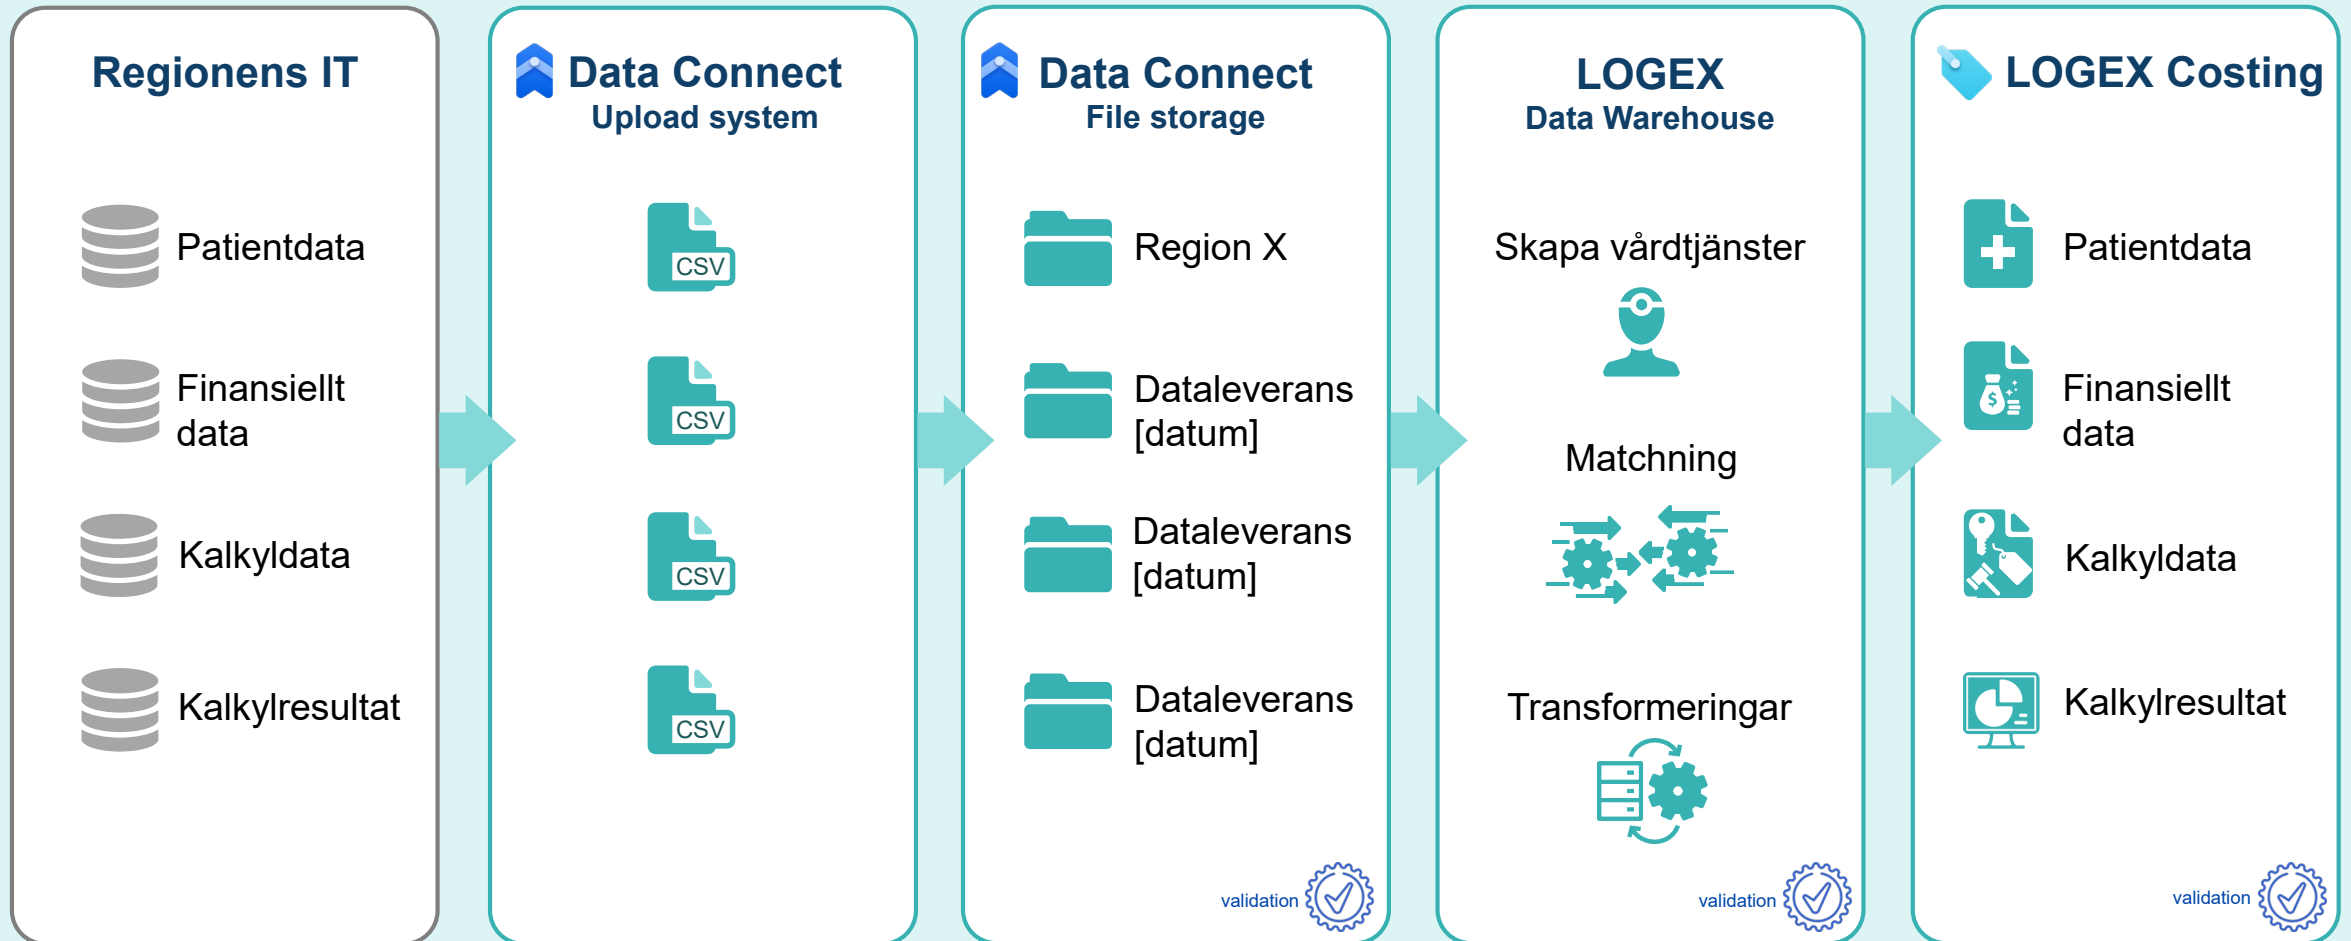 Regionens IT
Patientdata
Finansiellt
data
Kalkyldata
Kalkylresultat
Data Connect
Upload system
CSV
CSV
CSV
CSV
Data Connect
File storage
Region X
Dataleverans
[datum]
Dataleverans
[datum]
Dataleverans
[datum]
validation
LOGEX
Data Warehouse
Skapa vårdtjänster
Matchning
Transformeringar
validation
LOGEX Costing
Patientdata
$
Finansiellt
data
Kalkyldata
Kalkylresultat
validation